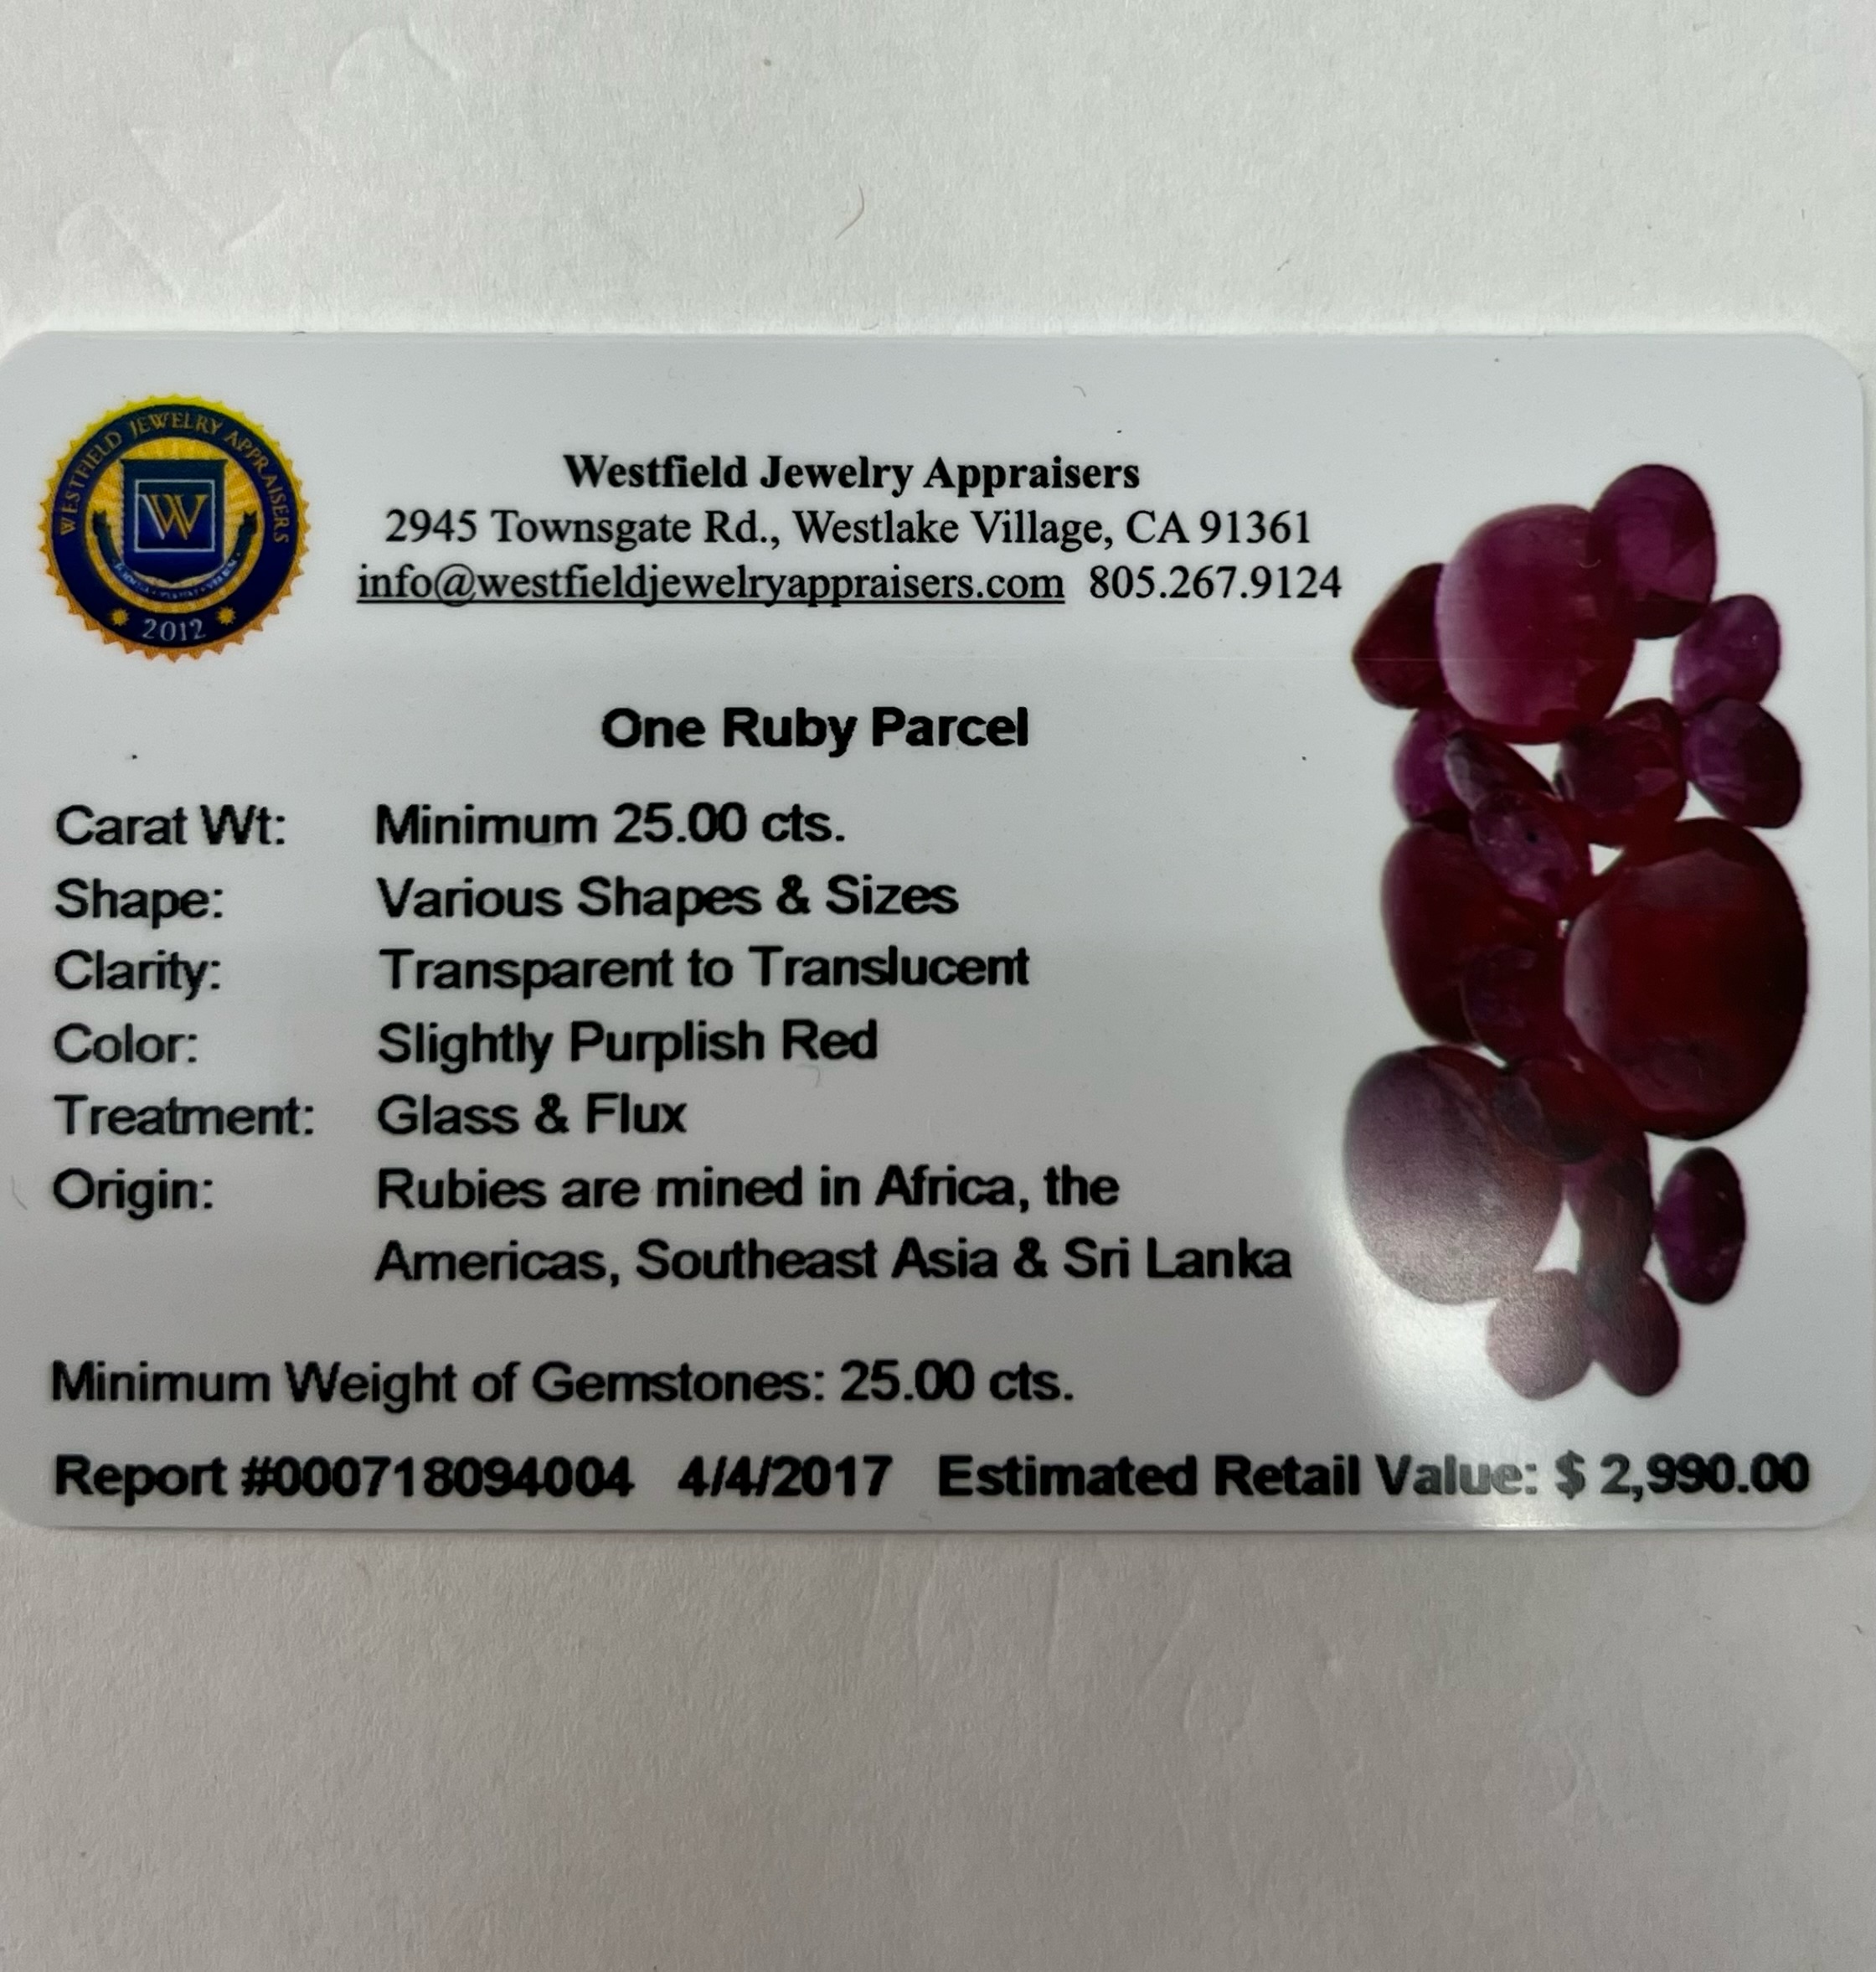 WESTFIELD JEWELRY APPRAISERS
W
2012
Westfield Jewelry Appraisers
2945 Townsgate Rd., Westlake Village, CA 91361
info@westfieldjewelryappraisers.com 805.267.9124
One Ruby Parcel
Carat Wt: Minimum 25.00 cts.
Shape: Various Shapes & Sizes
Clarity: Transparent to Translucent
Color: Slightly Purplish Red
Treatment: Glass & Flux
Origin: Rubies are mined in Africa, the
Americas, Southeast Asia & Sri Lanka
Minimum Weight of Gemstones: 25.00 cts.
Report #000718094004 4/4/2017 Estimated Retail Value: $ 2,990.00